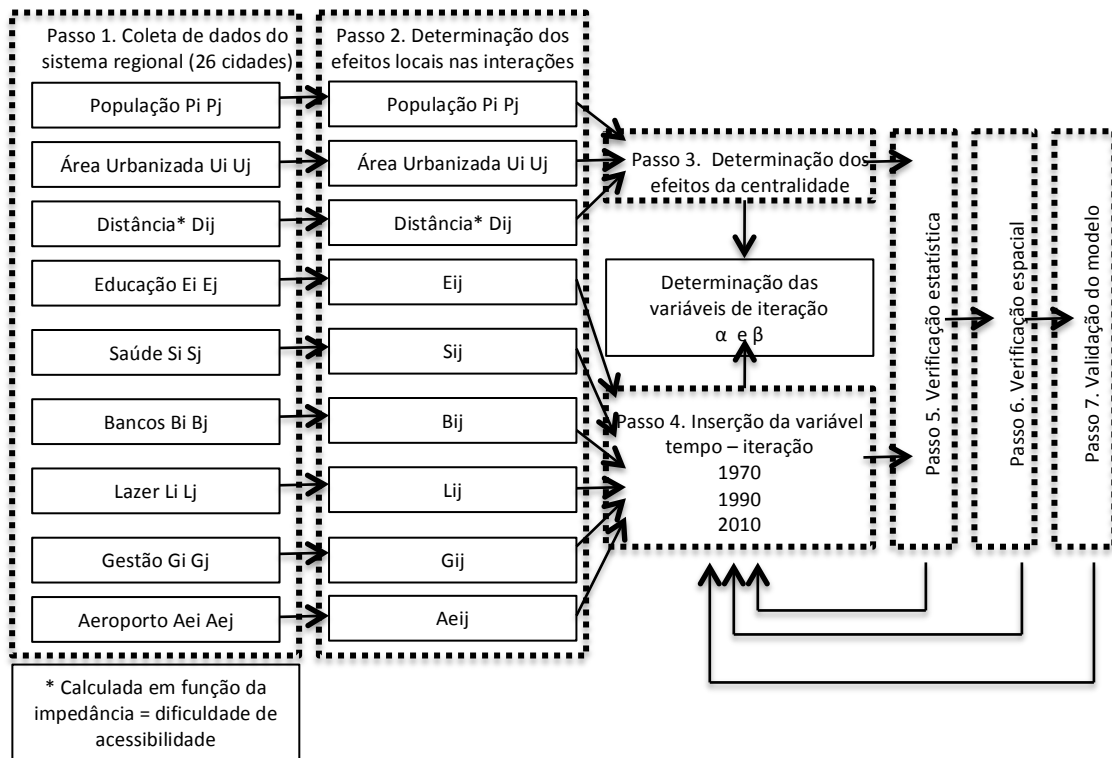 Passo 1. Coleta de dados do
sistema regional (26 cidades)
População Pi Pj
Área Urbanizada Ui Uj
Distância* Dij
Educação Ei Ej
Saúde Si Sj
Bancos Bi Bj
Lazer Li Lj
Gestão Gi Gj
Aeroporto Aei Aej
* Calculada em função da
impedância = dificuldade de
acessibilidade
Passo 2. Determinação dos
efeitos locais nas interações
População Pi Pj
Área Urbanizada Ui Uj
Distância* Dij
Eij
Sij
Bij
Lij
Gij
Aeij
Passo 3. Determinação dos
efeitos da centralidade
Determinação das
variáveis de iteração
α e β
Passo 4. Inserção da variável
tempo – iteração
1970
1990
2010
Passo 5. Verificação estatística
Passo 6. Verificação espacial
Passo 7. Validação do modelo